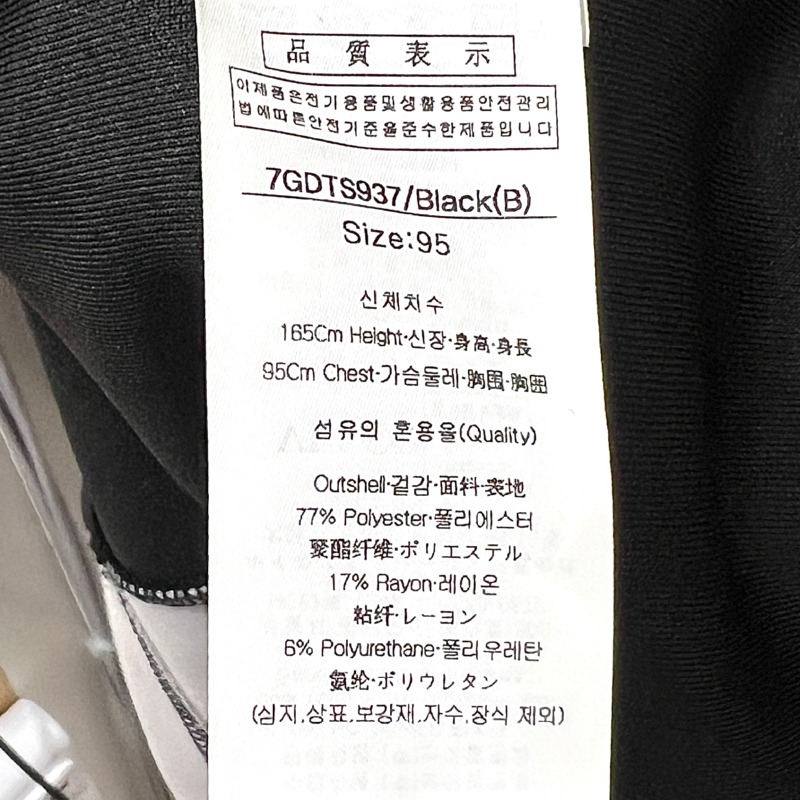 品 質 表 示
이제품은전기용품및생활용품안전관리
법에따른안전기준을준수한제품입니다
7GDTS937/Black(B)
Size:95
신체치수
165Cm Height·신장·身高·身長
95Cm Chest·가슴둘레·胸围·胸囲
섬유의 혼용율(Quality)
Outshell·겉감·面料·表地
77% Polyester·폴리에스터
聚酯纤维·ポリエステル
17% Rayon·레이온
粘纤·レーヨン
6% Polyurethane·폴리우레탄
氨纶·ポリウレタン
(심지,상표,보강재,자수,장식 제외)